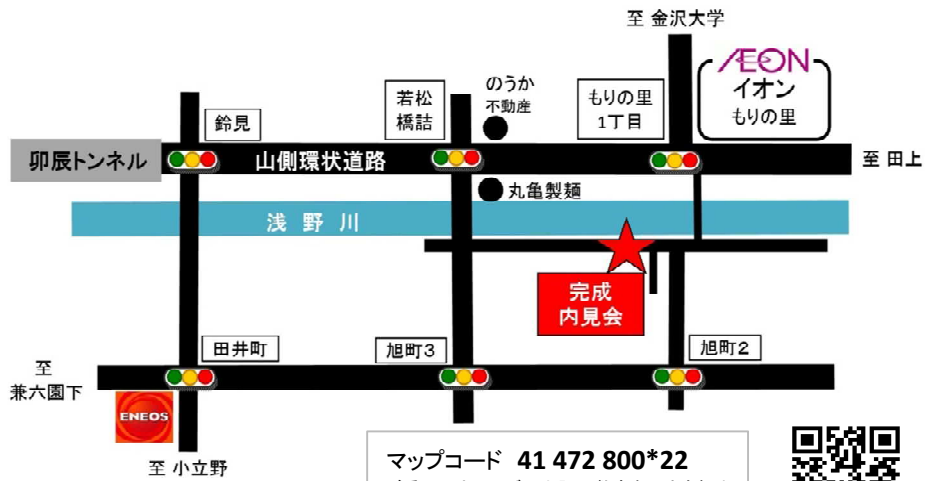 至 金沢大学
ÆON
イオン
もりの里
のうか
不動産
若松
橋詰
もりの里
1丁目
鈴見
卯辰トンネル
山側環状道路
至 田上
丸亀製麺
浅野川
完成
内見会
田井町
旭町3
旭町2
至
兼六園下
ENEOS
至 小立野
マップコード 41 472 800*22